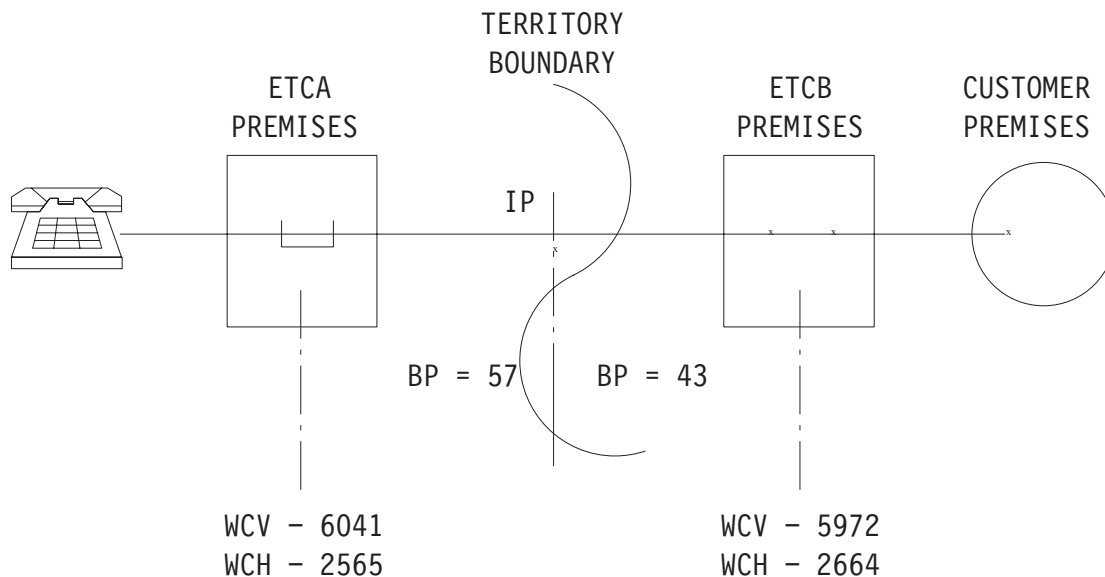 TERRITORY
BOUNDARY
ETCA
PREMISES
ETCB
PREMISES
CUSTOMER
PREMISES
IP
x
x
x
x
BP = 57
BP = 43
WCV – 6041
WCH – 2565
WCV – 5972
WCH – 2664